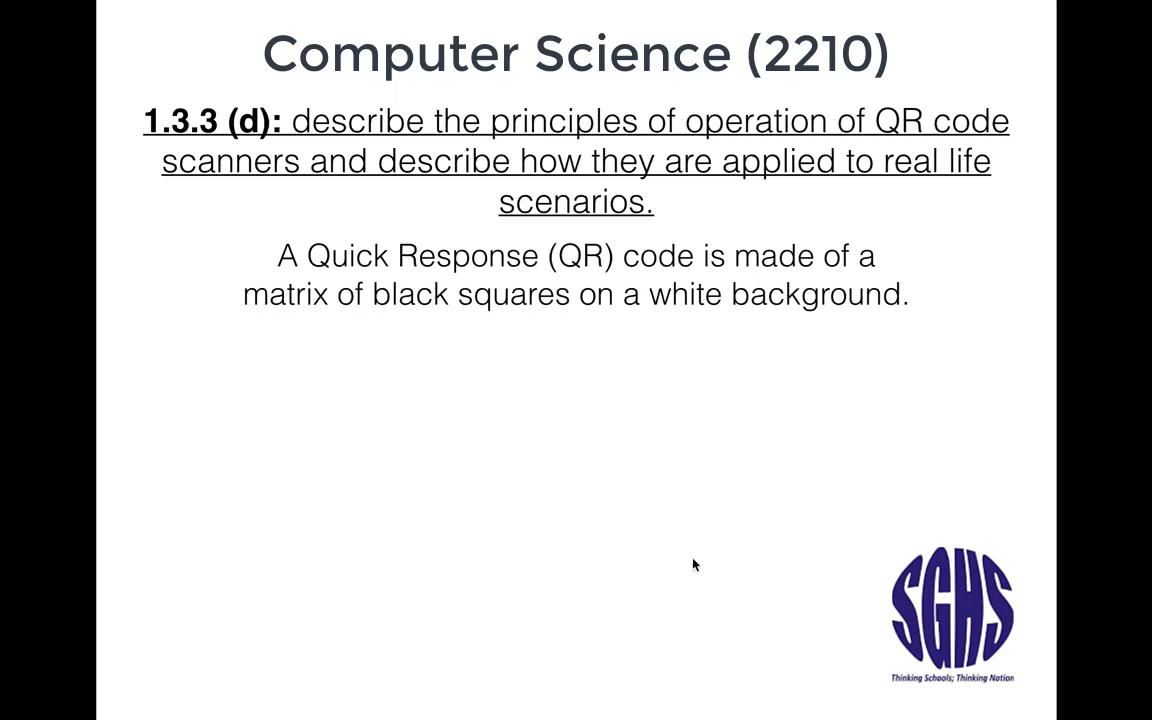 Computer Science (2210)
1.3.3 (d): describe the principles of operation of QR code
scanners and describe how they are applied to real life
scenarios.
A Quick Response (QR) code is made of a
matrix of black squares on a white background.
SGHS
Thinking Schools; Thinking Nation